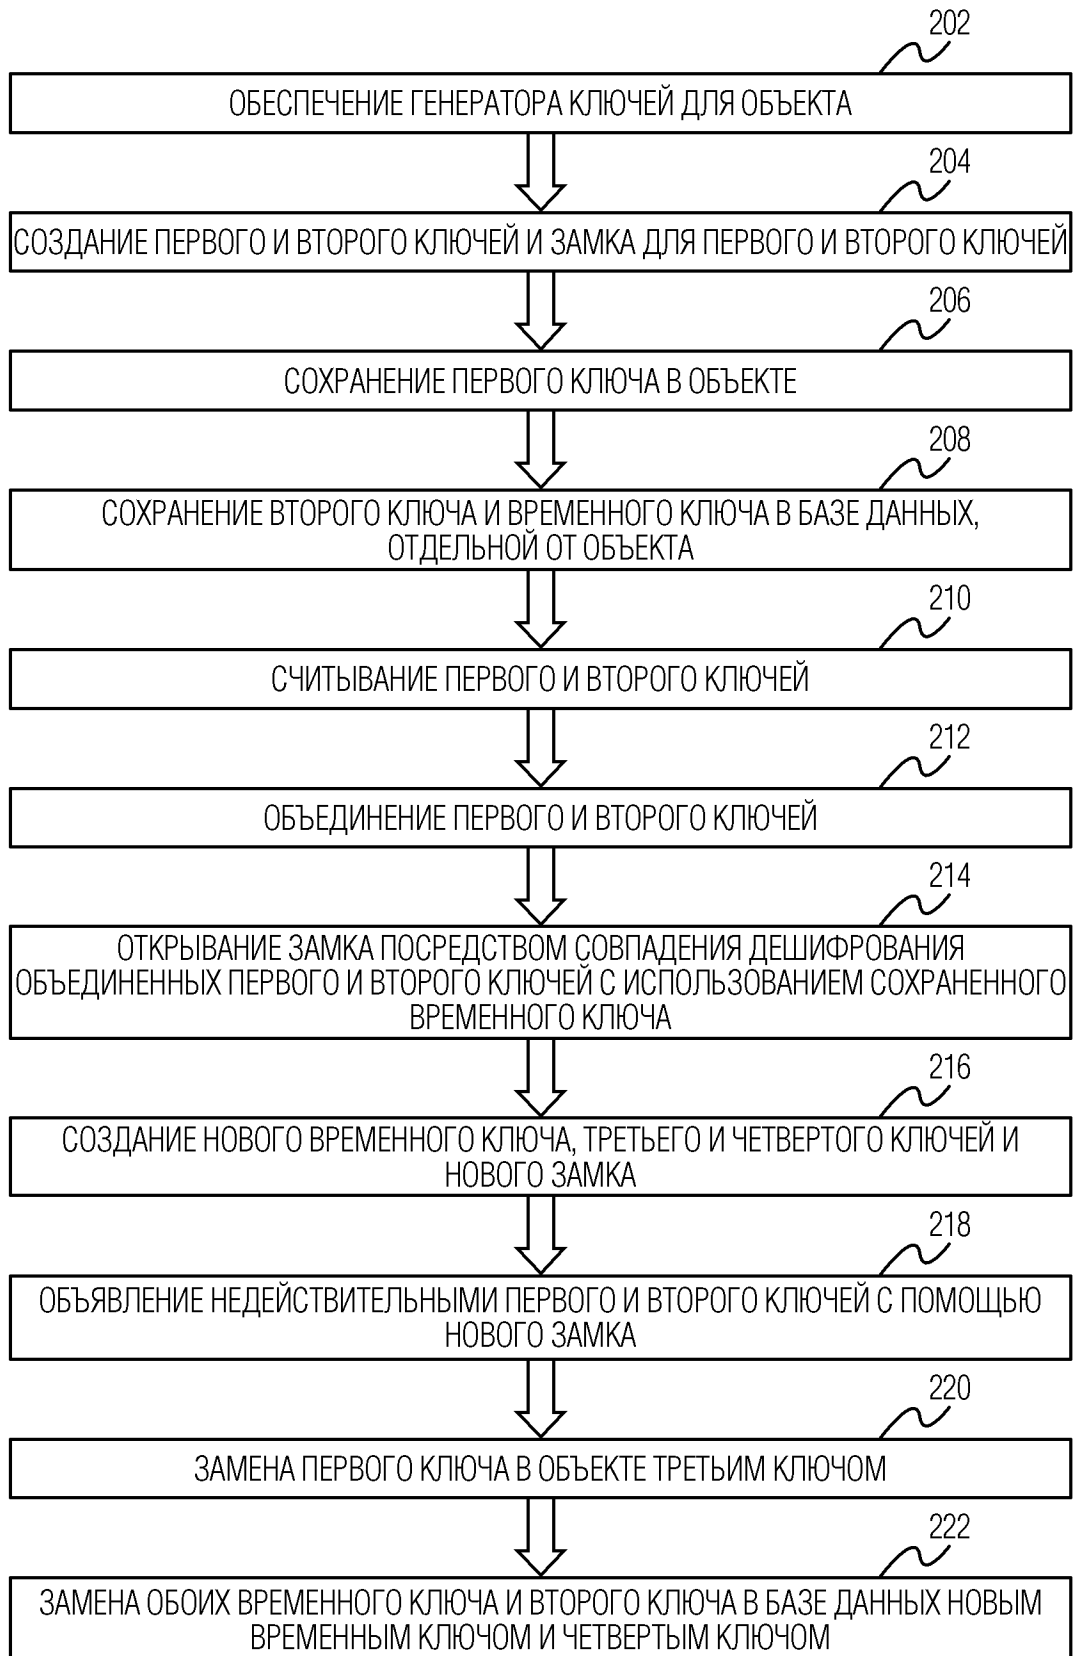 202
ОБЕСПЕЧЕНИЕ ГЕНЕРАТОРА КЛЮЧЕЙ ДЛЯ ОБЪЕКТА
204
СОЗДАНИЕ ПЕРВОГО И ВТОРОГО КЛЮЧЕЙ И ЗАМКА ДЛЯ ПЕРВОГО И ВТОРОГО КЛЮЧЕЙ
206
СОХРАНЕНИЕ ПЕРВОГО КЛЮЧА В ОБЪЕКТЕ
208
СОХРАНЕНИЕ ВТОРОГО КЛЮЧА И ВРЕМЕННОГО КЛЮЧА В БАЗЕ ДАННЫХ,
ОТДЕЛЬНОЙ ОТ ОБЪЕКТА
210
СЧИТЫВАНИЕ ПЕРВОГО И ВТОРОГО КЛЮЧЕЙ
212
ОБЪЕДИНЕНИЕ ПЕРВОГО И ВТОРОГО КЛЮЧЕЙ
214
ОТКРЫВАНИЕ ЗАМКА ПОСРЕДСТВОМ СОВПАДЕНИЯ ДЕШИФРОВАНИЯ
ОБЪЕДИНЕННЫХ ПЕРВОГО И ВТОРОГО КЛЮЧЕЙ С ИСПОЛЬЗОВАНИЕМ СОХРАНЕННОГО
ВРЕМЕННОГО КЛЮЧА
216
СОЗДАНИЕ НОВОГО ВРЕМЕННОГО КЛЮЧА, ТРЕТЬЕГО И ЧЕТВЕРТОГО КЛЮЧЕЙ И
НОВОГО ЗАМКА
218
ОБЪЯВЛЕНИЕ НЕДЕЙСТВИТЕЛЬНЫМИ ПЕРВОГО И ВТОРОГО КЛЮЧЕЙ С ПОМОЩЬЮ
НОВОГО ЗАМКА
220
ЗАМЕНА ПЕРВОГО КЛЮЧА В ОБЪЕКТЕ ТРЕТЬИМ КЛЮЧОМ
222
ЗАМЕНА ОБОИХ ВРЕМЕННОГО КЛЮЧА И ВТОРОГО КЛЮЧА В БАЗЕ ДАННЫХ НОВЫМ
ВРЕМЕННЫМ КЛЮЧОМ И ЧЕТВЕРТЫМ КЛЮЧОМ